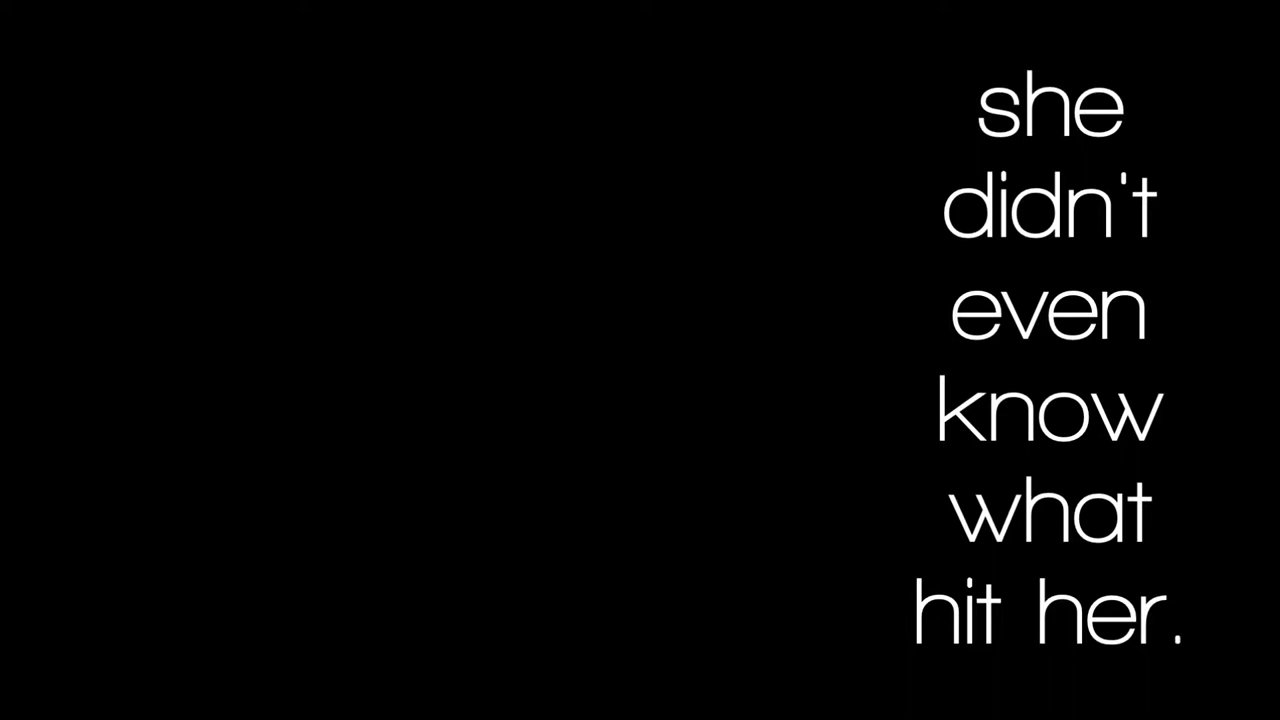 she
didn't
even
know
what
hit her.